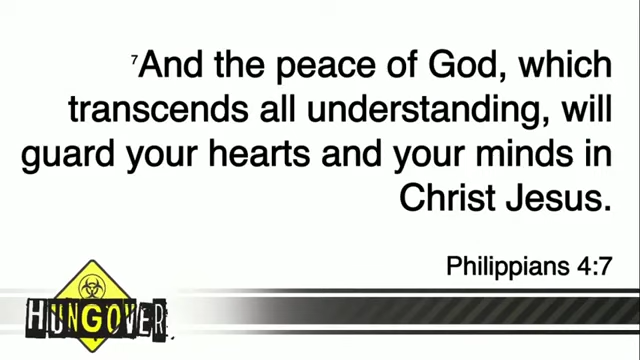 ⁷And the peace of God, which
transcends all understanding, will
guard your hearts and your minds in
Christ Jesus.
Philippians 4:7
HUNGOVER